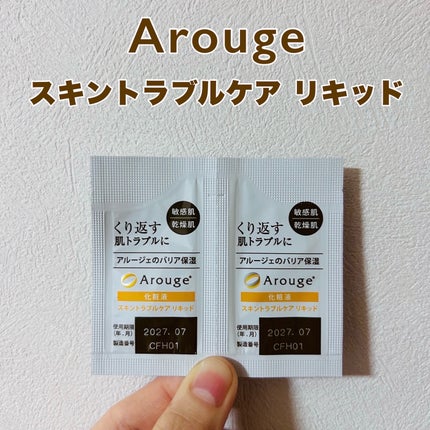 Arouge
スキントラブルケア リキッド
くり返す
肌トラブルに
敏感肌
乾燥肌
アルージェのバリア保湿
Arouge
化粧液
スキントラブルケア リキッド
使用期限
(年.月)
2027.07
製造番号
CFH01
くり返す
肌トラブルに
敏感肌
乾燥肌
アルージェのバリア保湿
Arouge
化粧液
スキントラブルケア リキッド
使用期限
(年.月)
2027.07
製造番号
CFH01